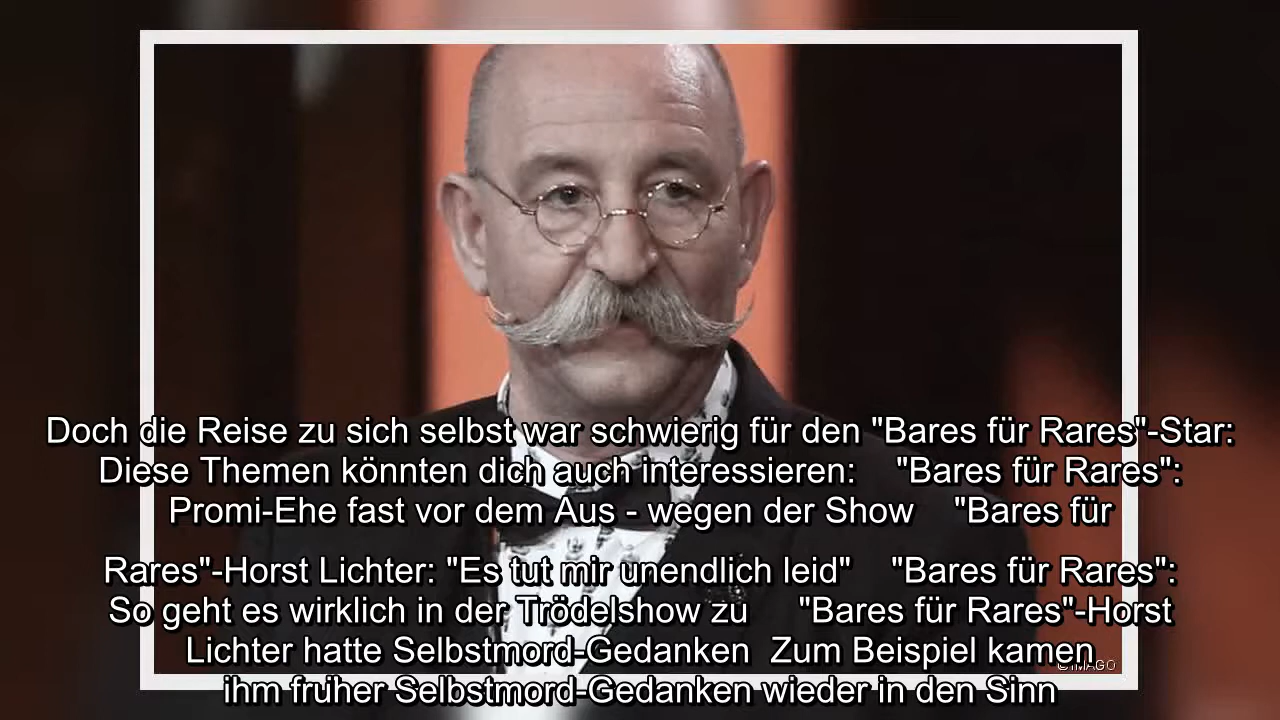 Doch die Reise zu sich selbst war schwierig für den "Bares für Rares"-Star:
Diese Themen könnten dich auch interessieren: "Bares für Rares":
Promi-Ehe fast vor dem Aus - wegen der Show "Bares für
Rares"-Horst Lichter: "Es tut mir unendlich leid" "Bares für Rares":
So geht es wirklich in der Trödelshow zu "Bares für Rares"-Horst
Lichter hatte Selbstmord-Gedanken Zum Beispiel kamen
©IMAGO
ihm früher Selbstmord-Gedanken wieder in den Sinn